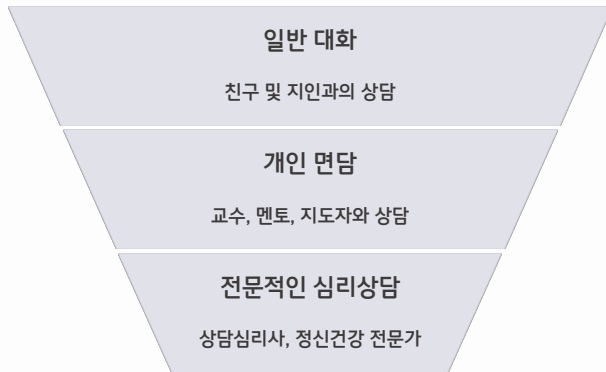 일반 대화
친구 및 지인과의 상담
개인 면담
교수, 멘토, 지도자와 상담
전문적인 심리상담
상담심리사, 정신건강 전문가